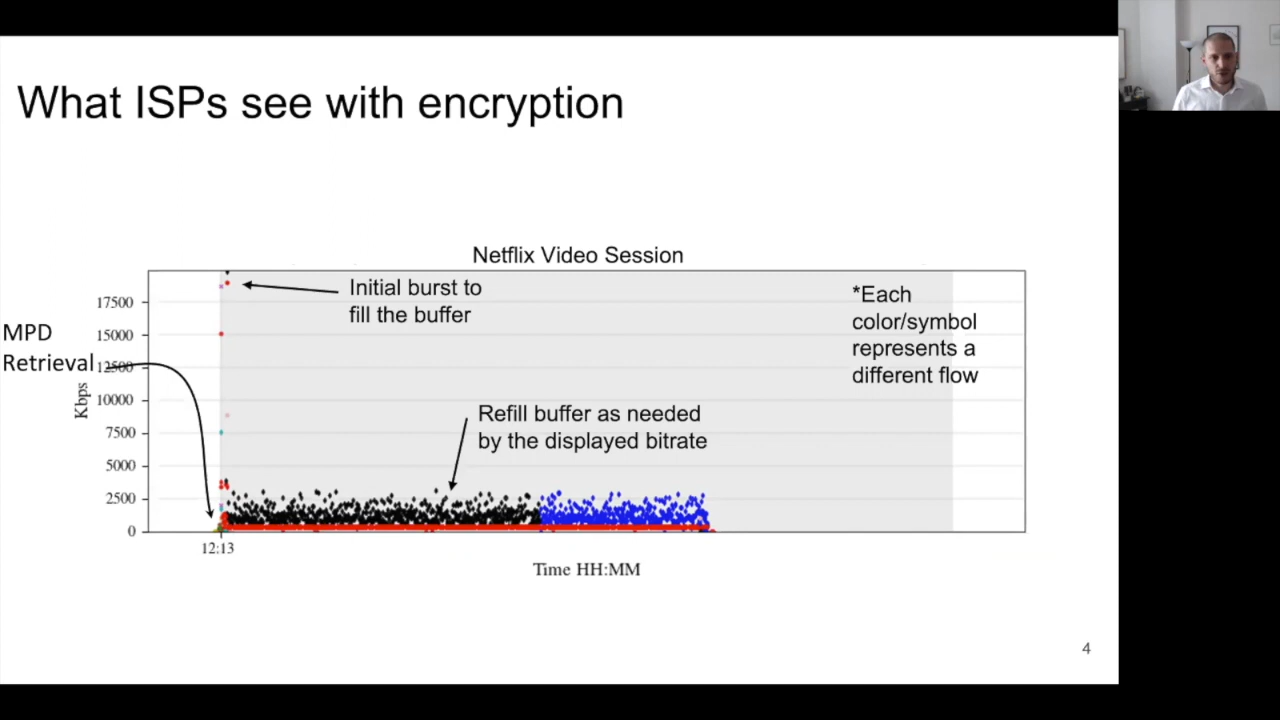 What ISPs see with encryption
Netflix Video Session
17500
15000
12500
10000
7500
5000
2500
0
Kbps
MPD
Retrieval
Initial burst to
fill the buffer
*Each
color/symbol
represents a
different flow
Refill buffer as needed
by the displayed bitrate
12:13
Time HH:MM
4